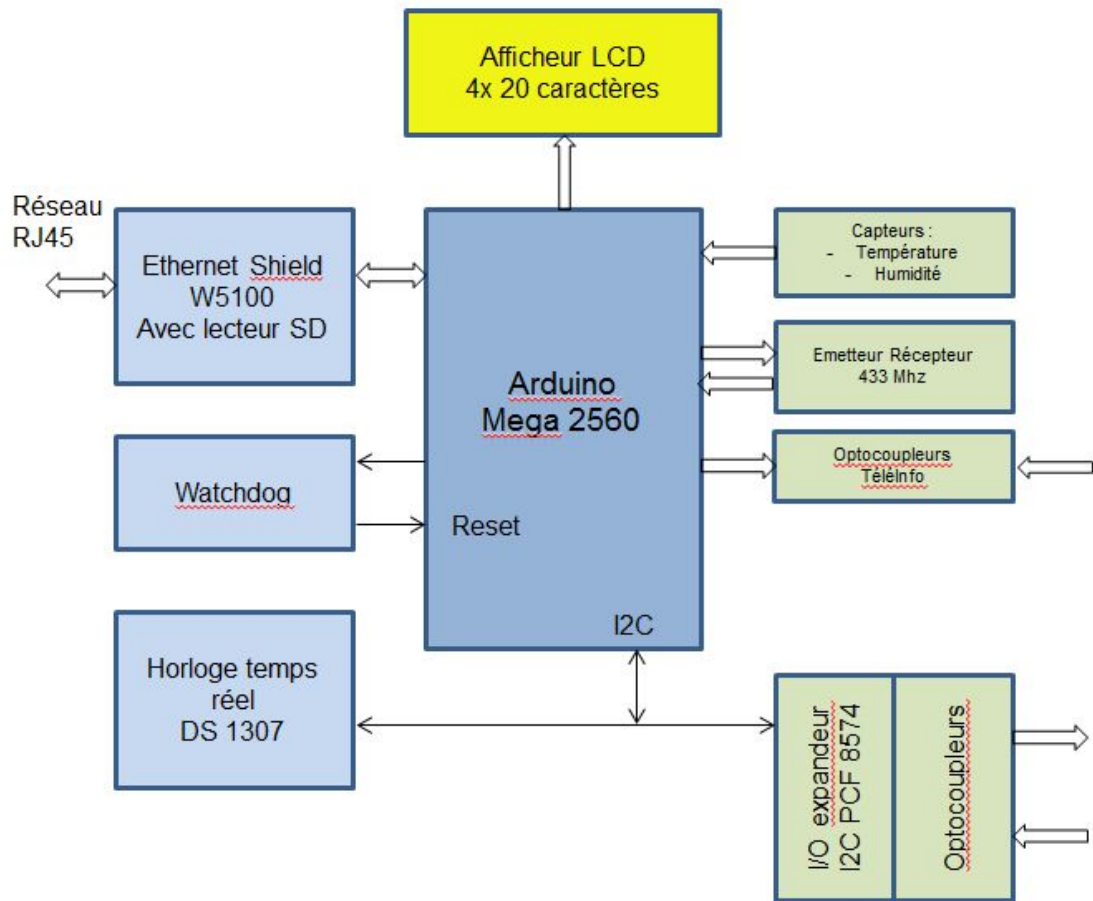 Afficheur LCD
4x 20 caractères
Réseau
RJ45
Ethernet Shield
W5100
Avec lecteur SD
Arduino
Mega 2560
Capteurs :
- Température
- Humidité
Emetteur Récepteur
433 Mhz
Optocoupleurs
TéléInfo
Watchdog
Reset
I2C
Horloge temps
réel
DS 1307
I/O expandeur
I2C PCF 8574
Optocoupleurs